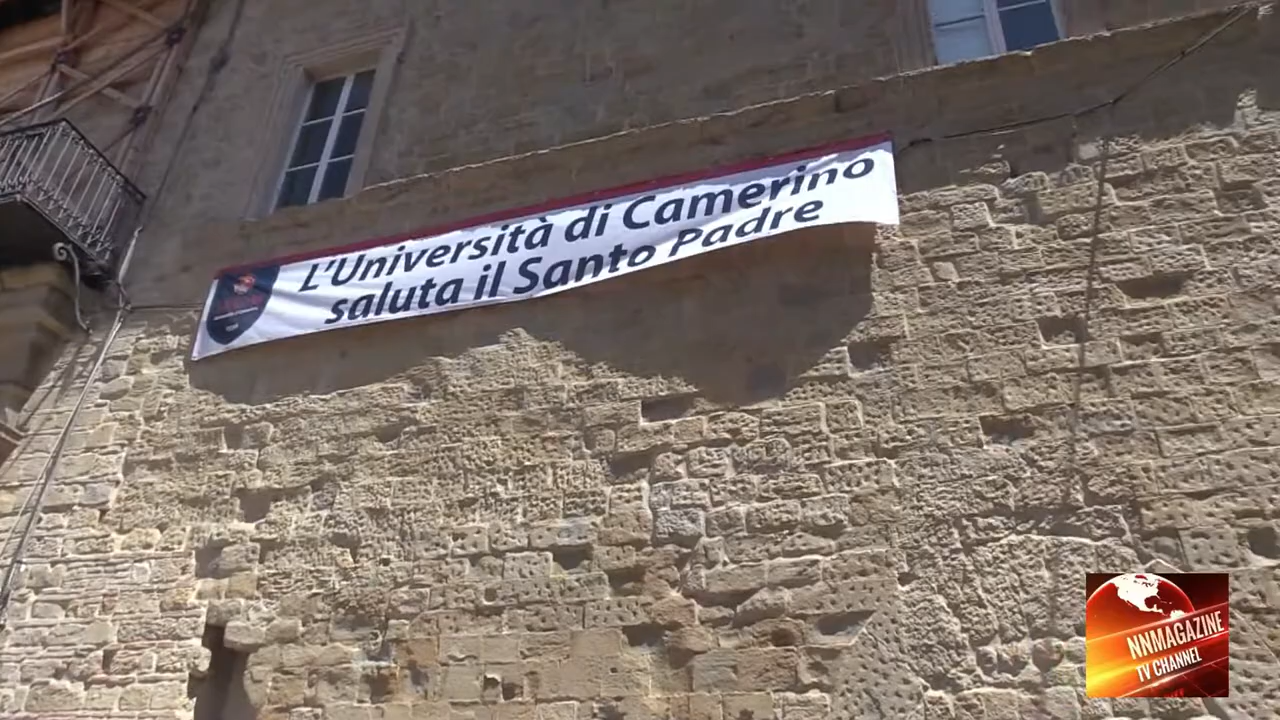 L'Università di Camerino
saluta il Santo Padre
NNMAGAZINE
TV CHANNEL